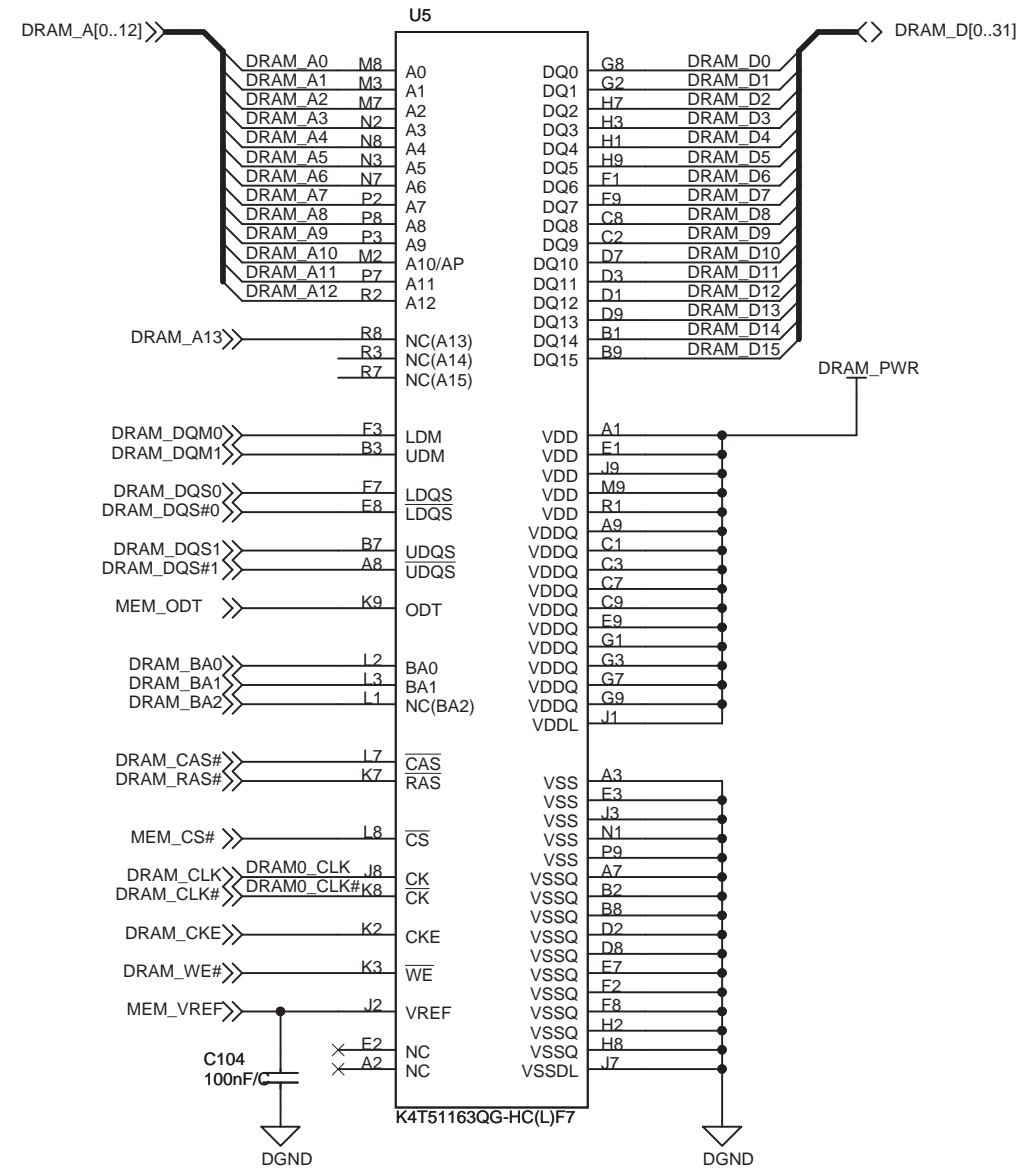 U5
DRAM_A[0..12]
DRAM_D[0..31]
DRAM_A0 M8 A0 DQ0 G8 DRAM_D0
DRAM_A1 M3 A1 DQ1 G2 DRAM_D1
DRAM_A2 M7 A2 DQ2 H7 DRAM_D2
DRAM_A3 N2 A3 DQ3 H3 DRAM_D3
DRAM_A4 N8 A4 DQ4 H1 DRAM_D4
DRAM_A5 N3 A5 DQ5 H9 DRAM_D5
DRAM_A6 N7 A6 DQ6 F1 DRAM_D6
DRAM_A7 P2 A7 DQ7 F9 DRAM_D7
DRAM_A8 P8 A8 DQ8 C8 DRAM_D8
DRAM_A9 P3 A9 DQ9 C2 DRAM_D9
DRAM_A10 M2 A10/AP DQ10 D7 DRAM_D10
DRAM_A11 P7 A11 DQ11 D3 DRAM_D11
DRAM_A12 R2 A12 DQ12 D1 DRAM_D12
DQ13 D9 DRAM_D13
DRAM_A13 R8 NC(A13) DQ14 B1 DRAM_D14
R3 NC(A14) DQ15 B9 DRAM_D15
R7 NC(A15)
DRAM_PWR
DRAM_DQM0 F3 LDM VDD A1
DRAM_DQM1 B3 UDM VDD E1
VDD J9
DRAM_DQS0 F7 LDQS VDD M9
DRAM_DQS#0 E8 LDQS VDD R1
VDDQ A9
DRAM_DQS1 B7 UDQS VDDQ C1
DRAM_DQS#1 A8 UDQS VDDQ C3
VDDQ C7
MEM_ODT K9 ODT VDDQ C9
VDDQ E9
VDDQ G1
DRAM_BA0 L2 BA0 VDDQ G3
DRAM_BA1 L3 BA1 VDDQ G7
DRAM_BA2 L1 NC(BA2) VDDQ G9
VDDL J1
DRAM_CAS# L7 CAS
DRAM_RAS# K7 RAS VSS A3
VSS E3
VSS J3
MEM_CS# L8 CS VSS N1
VSS P9
DRAM_CLK DRAM0_CLK J8 CK VSSQ A7
DRAM_CLK# DRAM0_CLK# K8 CK VSSQ B2
VSSQ B8
DRAM_CKE K2 CKE VSSQ D2
VSSQ D8
DRAM_WE# K3 WE VSSQ E7
VSSQ F2
MEM_VREF J2 VREF VSSQ F8
VSSQ H2
E2 NC VSSQ H8
A2 NC VSSDL J7
C104
100nF/C
K4T51163QG-HC(L)F7
DGND
DGND